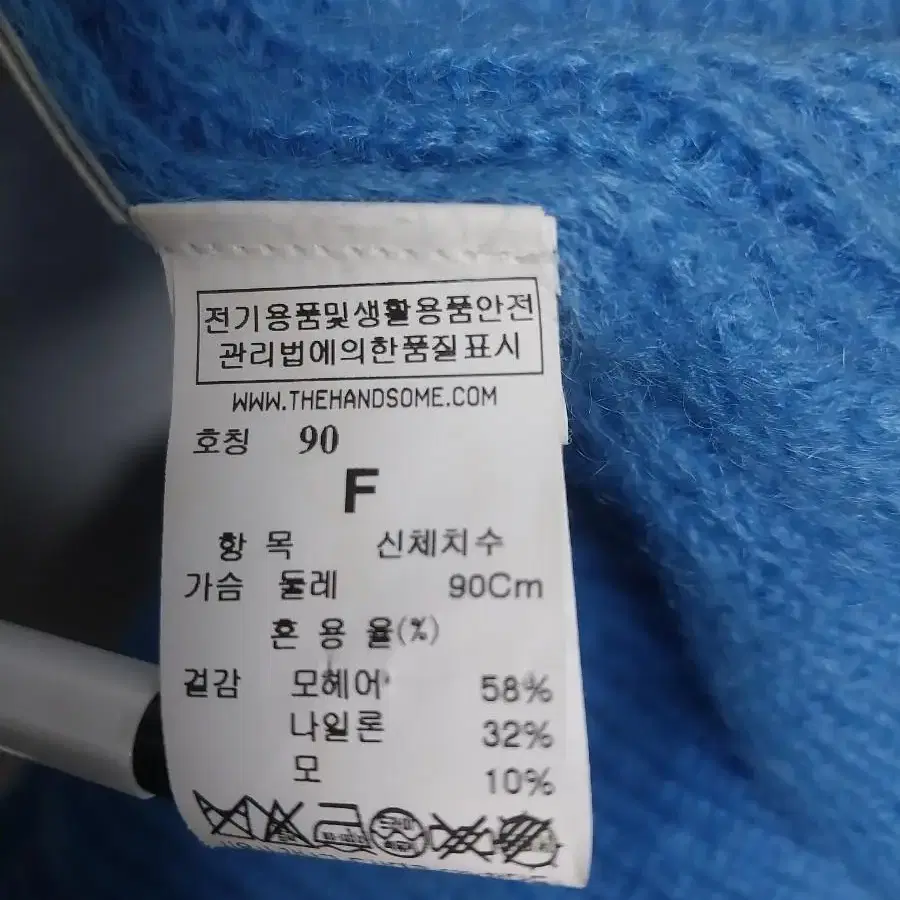 전기용품및생활용품안전
관리법에의한품질표시
WWW.THEHANDSOME.COM
호칭 90
F
항 목 신체치수
가슴 둘레 90Cm
혼 용 율(%)
겉감 모헤어 58%
나일론 32%
모 10%